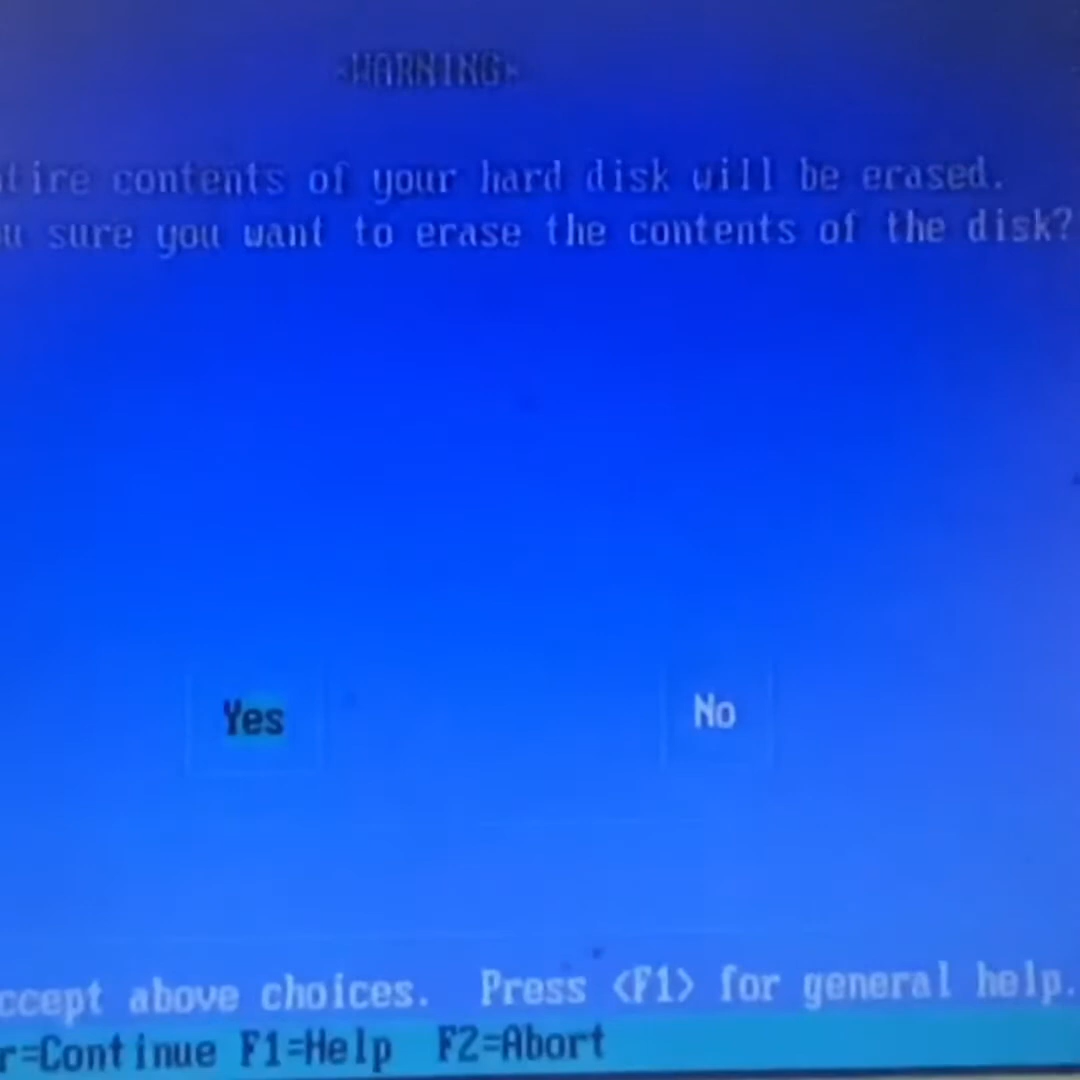 <WARNING>
tire contents of your hard disk will be erased.
u sure you want to erase the contents of the disk?
Yes No
ccept above choices. Press <F1> for general help.
r=Continue F1=Help F2=Abort